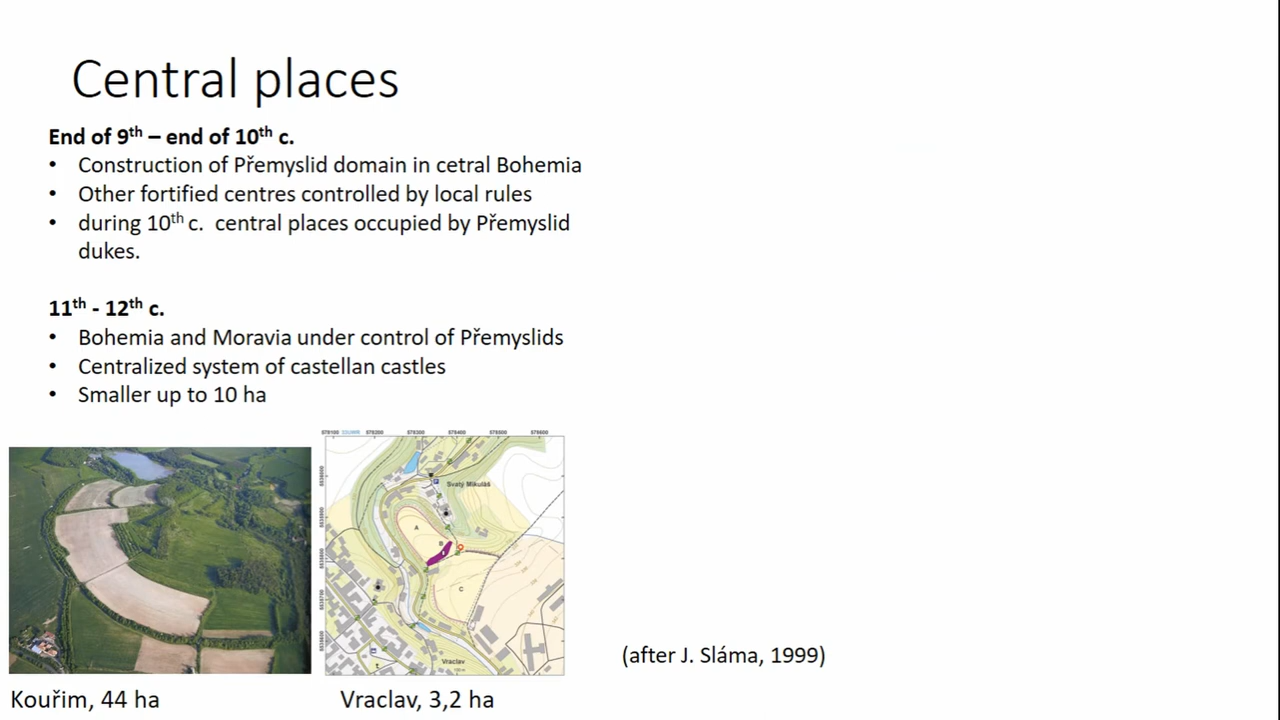 Central places
End of 9th – end of 10th c.
• Construction of Přemyslid domain in cetral Bohemia
• Other fortified centres controlled by local rules
• during 10th c. central places occupied by Přemyslid
dukes.
11th - 12th c.
• Bohemia and Moravia under control of Přemyslids
• Centralized system of castellan castles
• Smaller up to 10 ha
Svatý Mikuláš
A
B
C
Vraclav
(after J. Sláma, 1999)
Kouřim, 44 ha
Vraclav, 3,2 ha